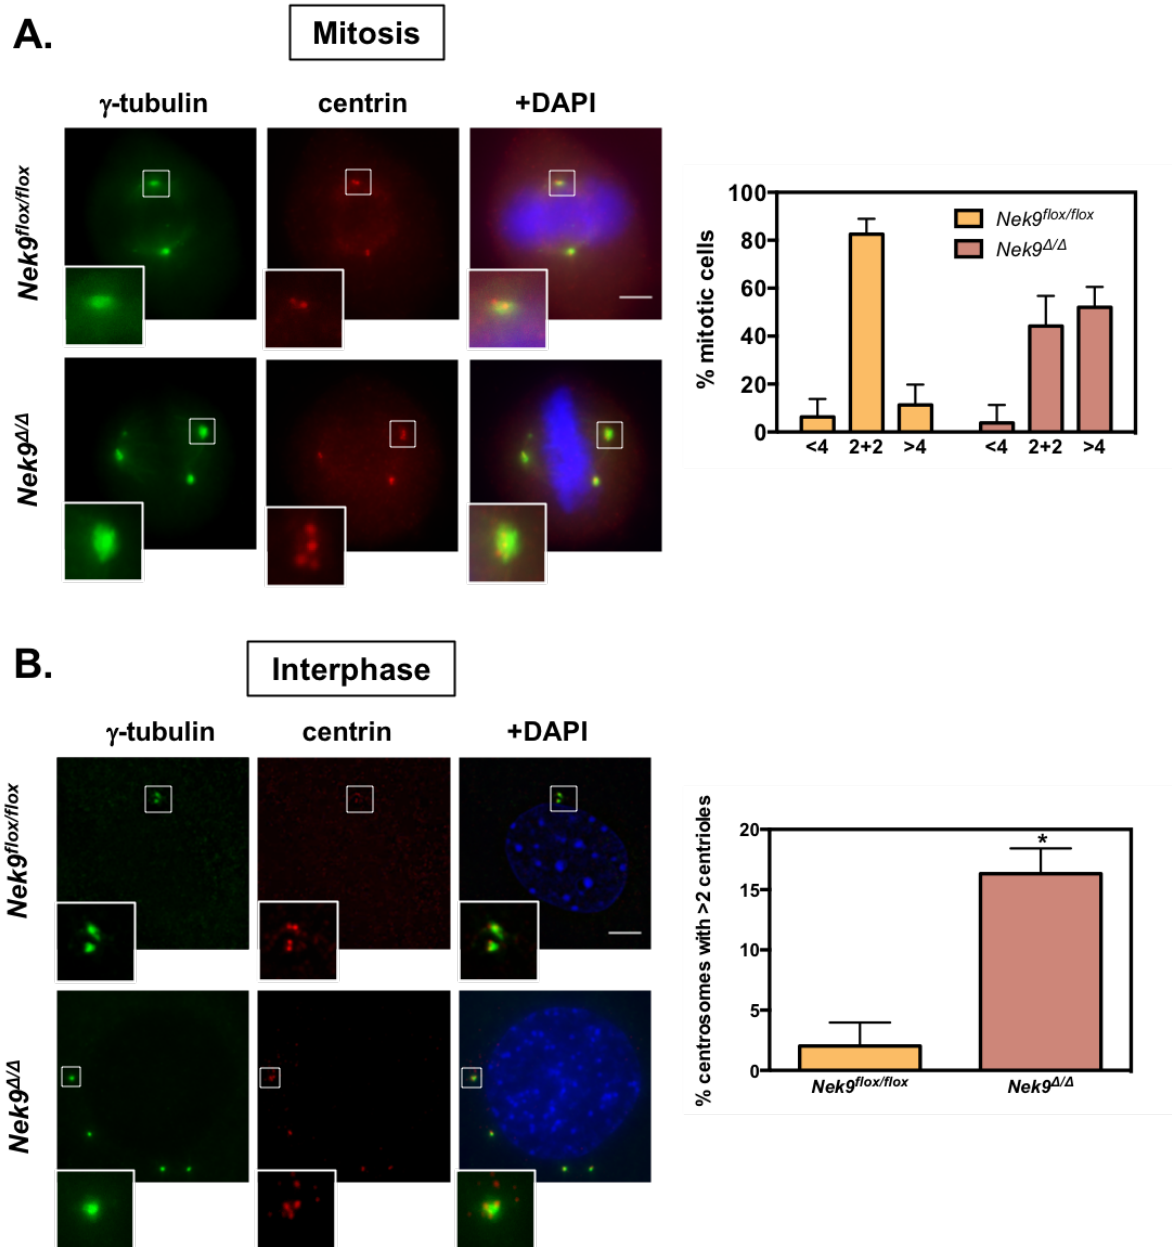 A.
Mitosis
γ-tubulin centrin +DAPI
Nek9flox/flox
Nek9Δ/Δ
% mitotic cells
100
80
60
40
20
0
Nek9flox/flox
Nek9Δ/Δ
<4 2+2 >4 <4 2+2 >4
B.
Interphase
γ-tubulin centrin +DAPI
Nek9flox/flox
Nek9Δ/Δ
% centrosomes with >2 centrioles
20
15
10
5
0
*
Nek9flox/flox Nek9Δ/Δ